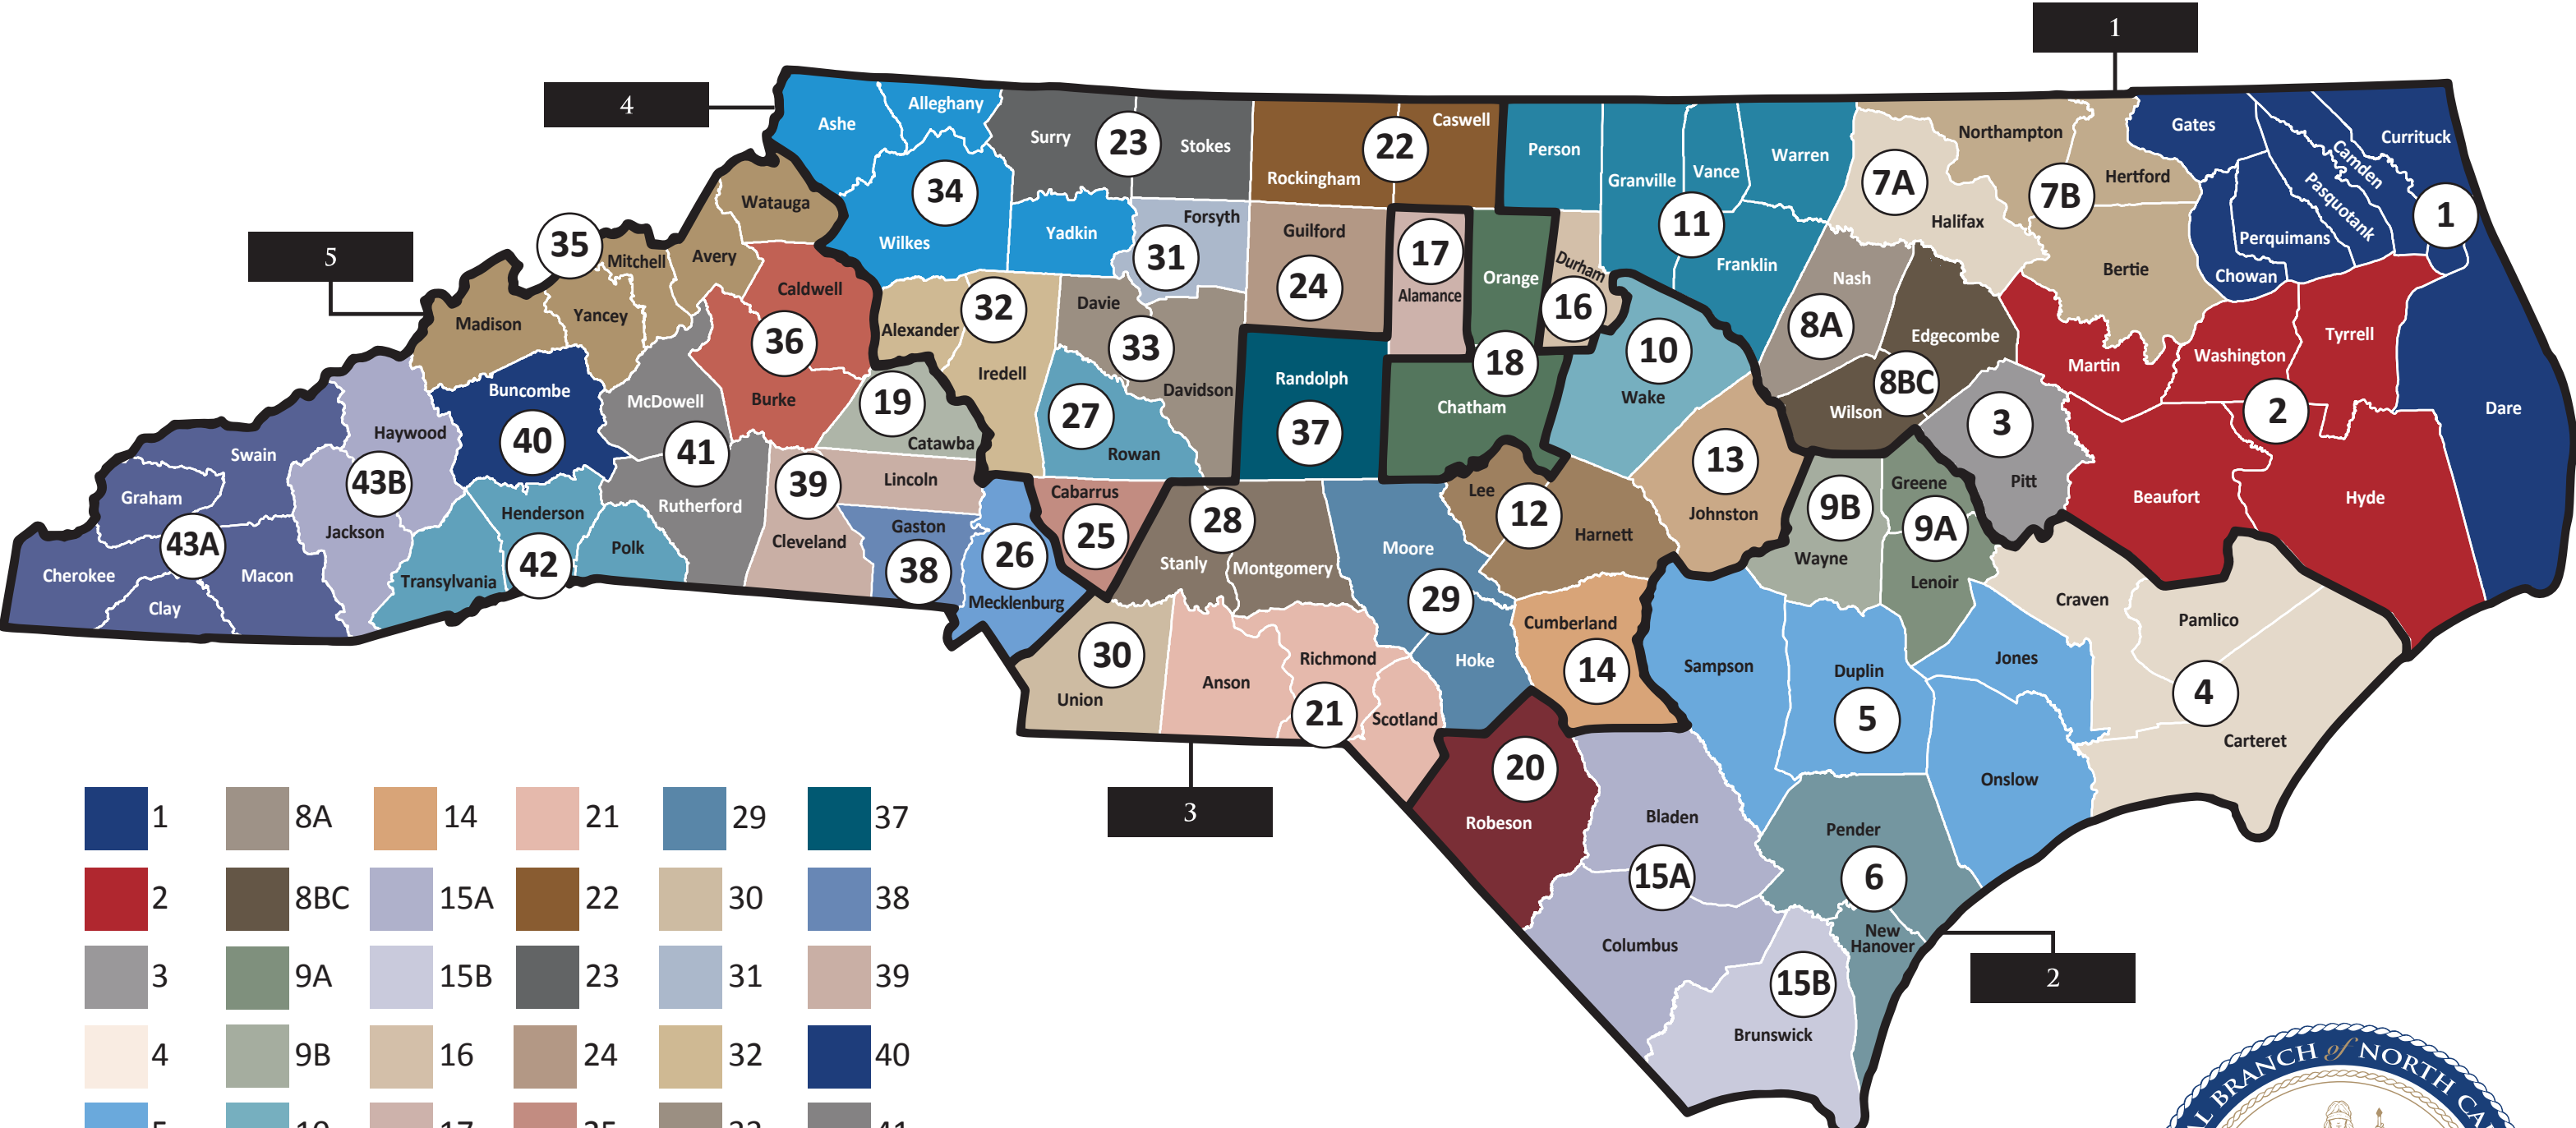 1
4
Ashe
Alleghany
Surry
23
Stokes
Caswell
22
Rockingham
Person
Granville
Vance
Warren
11
Franklin
Northampton
7A
Halifax
7B
Hertford
Bertie
Gates
Currituck
Camden
Pasquotank
Perquimans
Chowan
1
34
Wilkes
Yadkin
Forsyth
31
Guilford
24
17
Alamance
Orange
Durham
16
18
Chatham
10
Wake
Nash
8A
Edgecombe
8BC
Wilson
Martin
Washington
Tyrrell
2
Dare
Beaufort
Hyde
3
Pitt
5
35
Watauga
Avery
Mitchell
Yancey
Madison
Caldwell
36
Burke
Alexander
32
Iredell
Davie
33
Davidson
Randolph
37
27
Rowan
19
Catawba
Buncombe
40
McDowell
41
Rutherford
Haywood
43B
Jackson
Swain
Graham
43A
Cherokee
Macon
Clay
Henderson
42
Polk
Transylvania
39
Lincoln
Cleveland
Gaston
38
26
Mecklenburg
Cabarrus
25
28
Stanly
Montgomery
Moore
29
Hoke
Lee
12
Harnett
13
Johnston
9B
Wayne
Greene
9A
Lenoir
Craven
Pamlico
4
Carteret
Jones
Onslow
Duplin
5
Sampson
Cumberland
14
30
Union
Anson
Richmond
21
Scotland
3
20
Robeson
Bladen
15A
Columbus
Pender
6
New
Hanover
15B
Brunswick
2
1 8A 14 21 29 37
2 8BC 15A 22 30 38
3 9A 15B 23 31 39
4 9B 16 24 32 40
5 10 17 25 33 41
BRANCH of NORTH